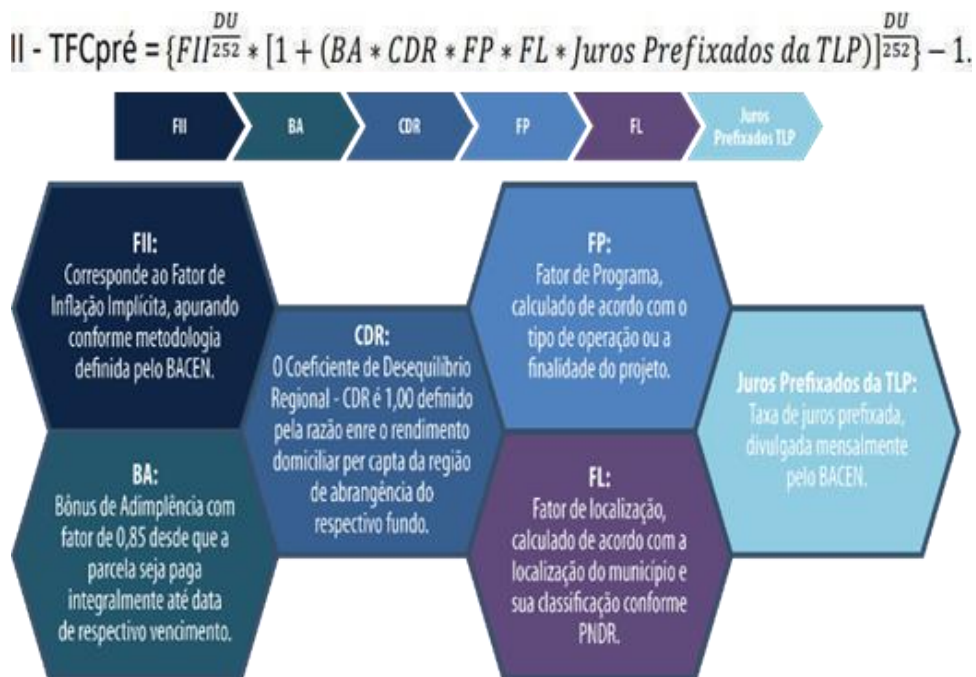 II - TFCpré = {FII^(DU/252) * [1 + (BA * CDR * FP * FL * Juros Prefixados da TLP)]^(DU/252)} − 1.
FII
BA
CDR
FP
FL
Juros
Prefixados TLP
FII:
Corresponde ao Fator de
Inflação Implícita, apurando
conforme metodologia
definida pelo BACEN.
BA:
Bônus de Adimplência com
fator de 0,85 desde que a
parcela seja paga
integralmente até data
de respectivo vencimento.
CDR:
O Coeficiente de Desequilíbrio
Regional - CDR é 1,00 definido
pela razão enre o rendimento
domiciliar per capta da região
de abrangência do
respectivo fundo.
FP:
Fator de Programa,
calculado de acordo com o
tipo de operação ou a
finalidade do projeto.
FL:
Fator de localização,
calculado de acordo com a
localização do município e
sua classificação conforme
PNDR.
Juros Prefixados da TLP:
Taxa de juros prefixada,
divulgada mensalmente
pelo BACEN.